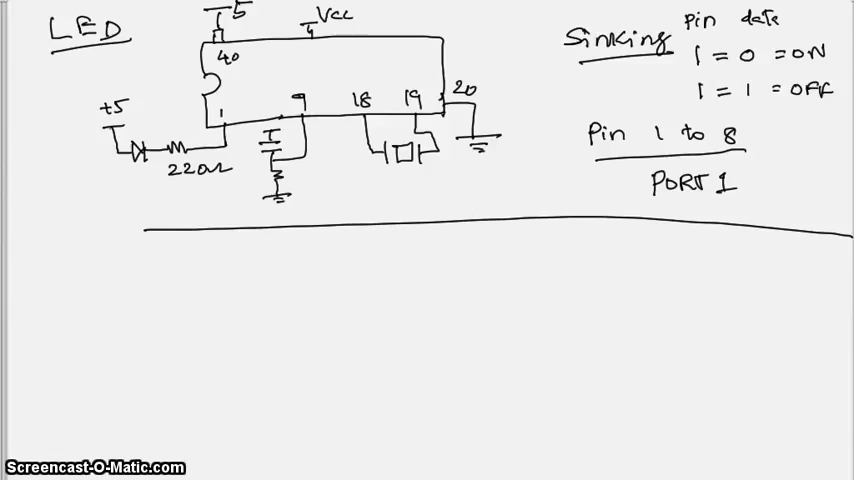 LED
5
Vcc
40
+5
1
9
18
19
20
220Ω
Sinking
pin data
1 = 0 = ON
1 = 1 = OFF
Pin 1 to 8
PORT 1
Screencast-O-Matic.com